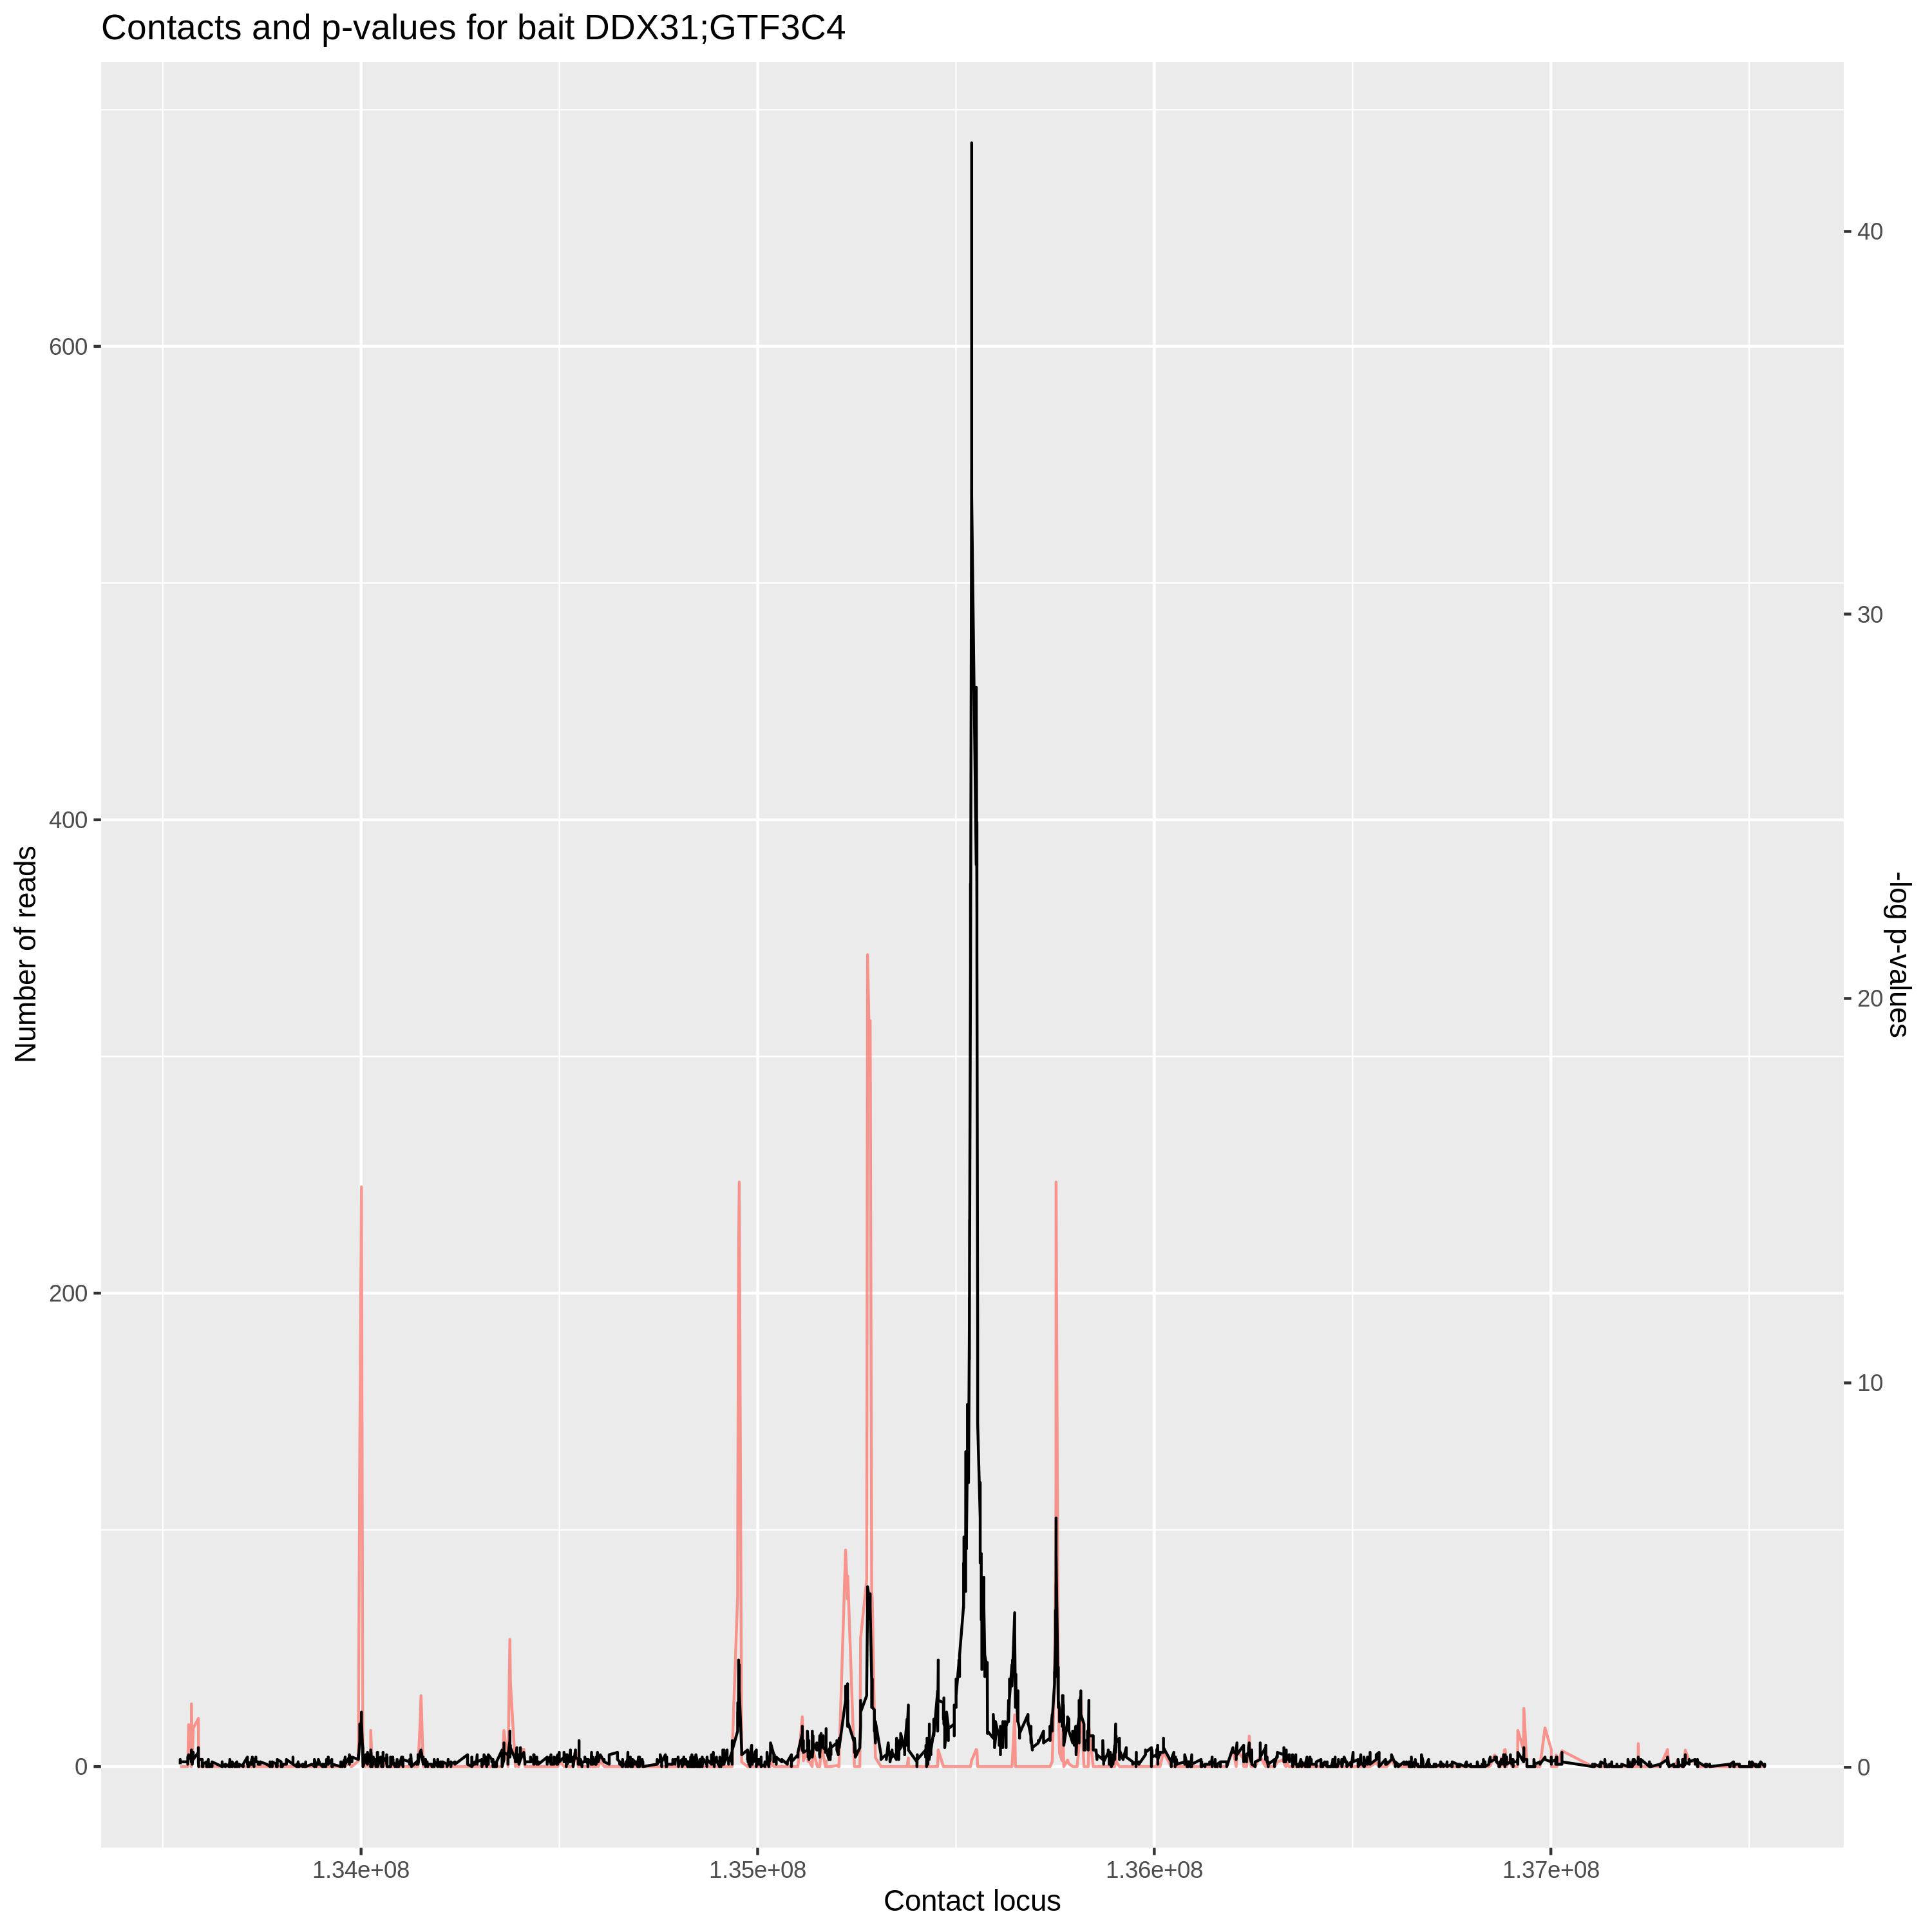 Contacts and p-values for bait DDX31;GTF3C4
600
400
200
0
Number of reads
40
30
20
10
0
-log p-values
1.34e+08 1.35e+08 1.36e+08 1.37e+08
Contact locus